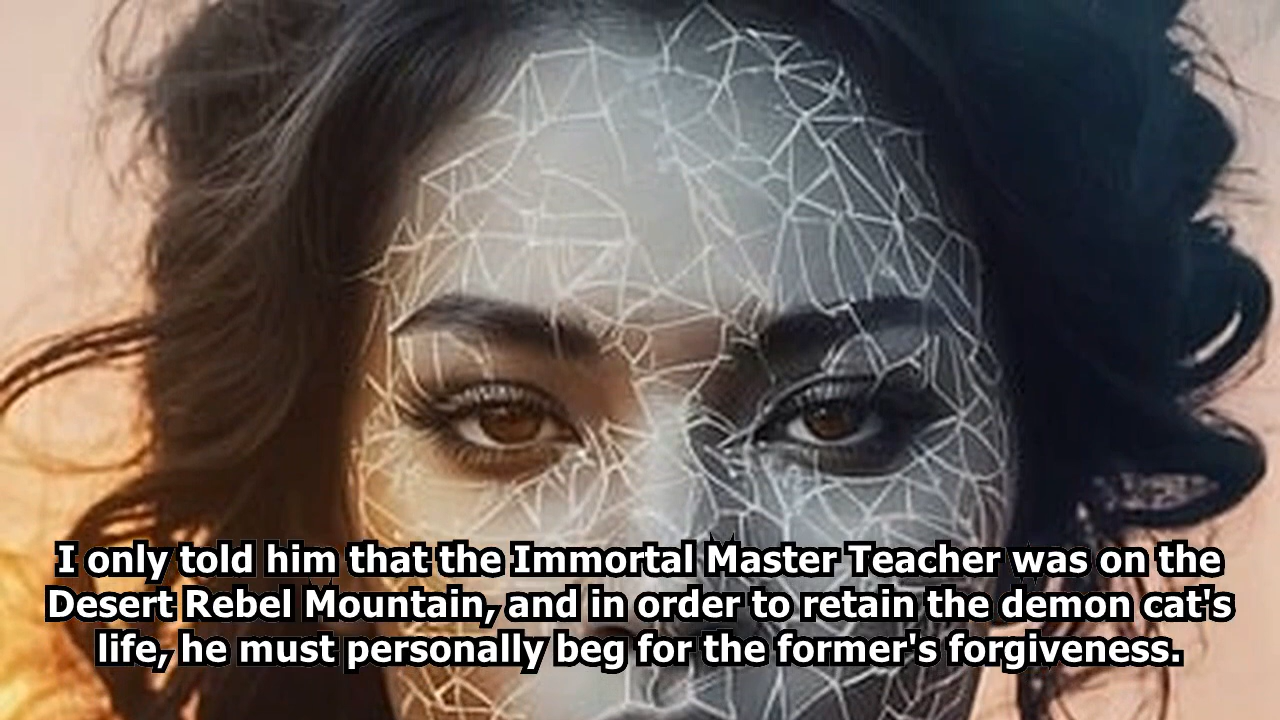 I only told him that the Immortal Master Teacher was on the
Desert Rebel Mountain, and in order to retain the demon cat's
life, he must personally beg for the former's forgiveness.